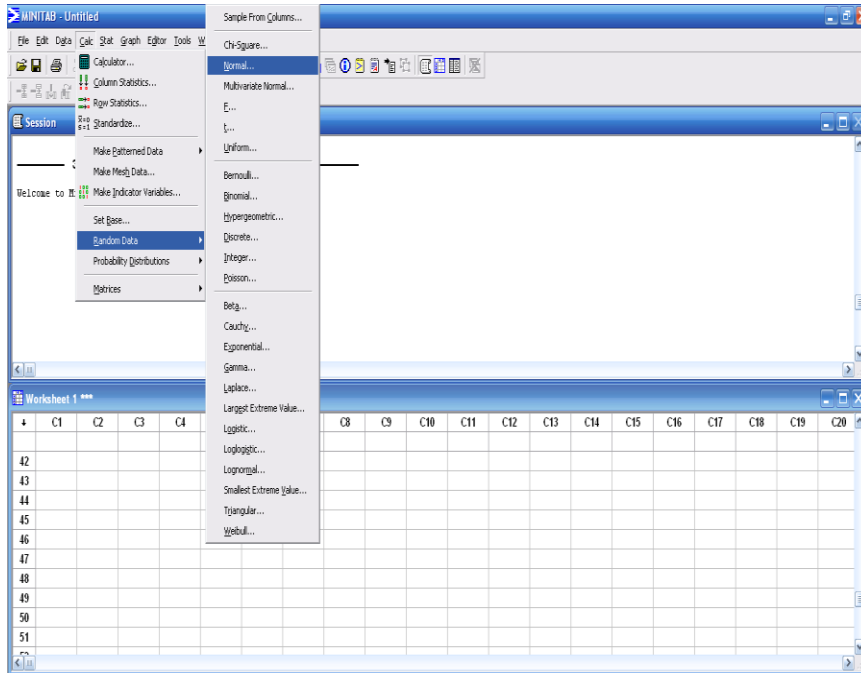 MINITAB - Untitled
File Edit Data Calc Stat Graph Editor Tools W
Calculator...
Column Statistics...
Row Statistics...
Standardize...
Make Patterned Data
Make Mesh Data...
Make Indicator Variables...
Set Base...
Random Data
Probability Distributions
Matrices
Sample From Columns...
Chi-Square...
Normal...
Multivariate Normal...
F...
t...
Uniform...
Bernoulli...
Binomial...
Hypergeometric...
Discrete...
Integer...
Poisson...
Beta...
Cauchy...
Exponential...
Gamma...
Laplace...
Largest Extreme Value...
Logistic...
Loglogistic...
Lognormal...
Smallest Extreme Value...
Triangular...
Weibull...
Session
Welcome to M
Worksheet 1 ***
C1 C2 C3 C4 C8 C9 C10 C11 C12 C13 C14 C15 C16 C17 C18 C19 C20
42
43
44
45
46
47
48
49
50
51